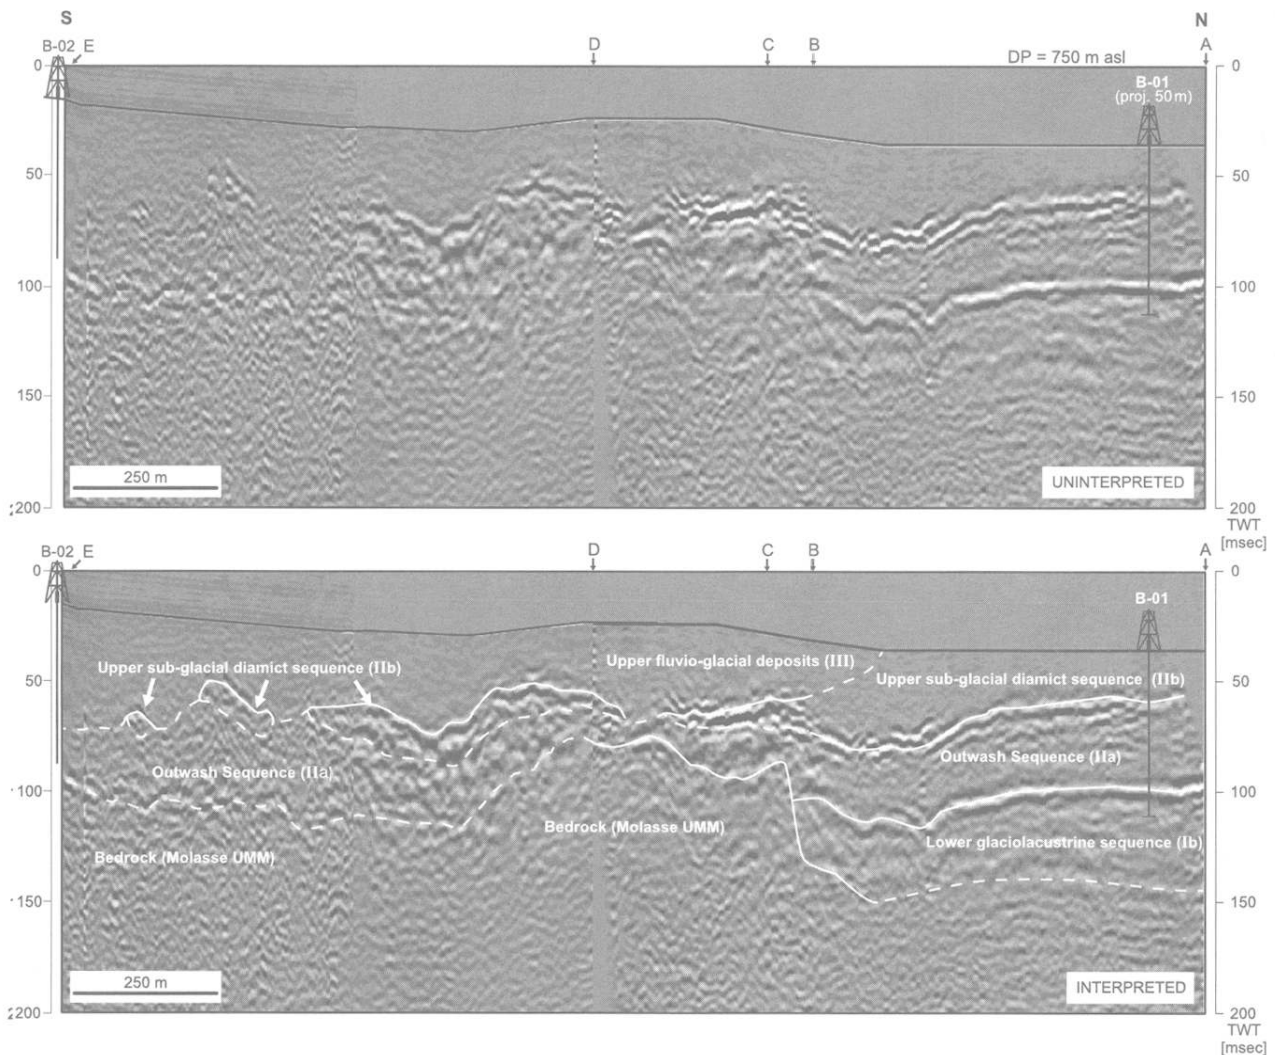 S N
B-02 E D C B A
DP = 750 m asl
B-01
(proj. 50 m)
0 0
50 50
100 100
150 150
250 m
UNINTERPRETED
200 200
TWT
[msec]
B-02 E D C B A
0 0
B-01
Upper sub-glacial diamict sequence (IIb)
Upper fluvio-glacial deposits (III)
Upper sub-glacial diamict sequence (IIb)
50 50
Outwash Sequence (IIa)
Outwash Sequence (IIa)
100 100
Bedrock (Molasse UMM)
Lower glaciolacustrine sequence (Ib)
Bedrock (Molasse UMM)
150 150
250 m
INTERPRETED
200 200
TWT
[msec]